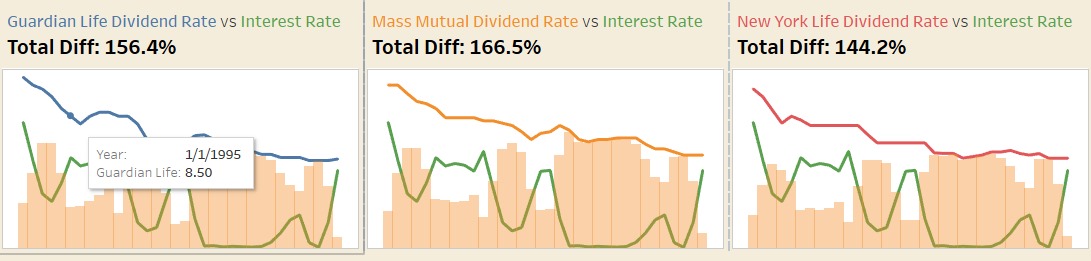 Guardian Life Dividend Rate vs Interest Rate
Total Diff: 156.4%
Year: 1/1/1995
Guardian Life: 8.50
Mass Mutual Dividend Rate vs Interest Rate
Total Diff: 166.5%
New York Life Dividend Rate vs Interest Rate
Total Diff: 144.2%